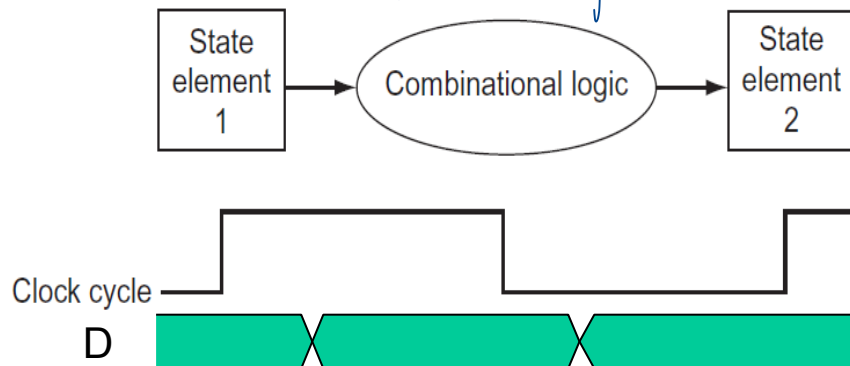 State
element
1
Combinational logic
State
element
2
Clock cycle
D